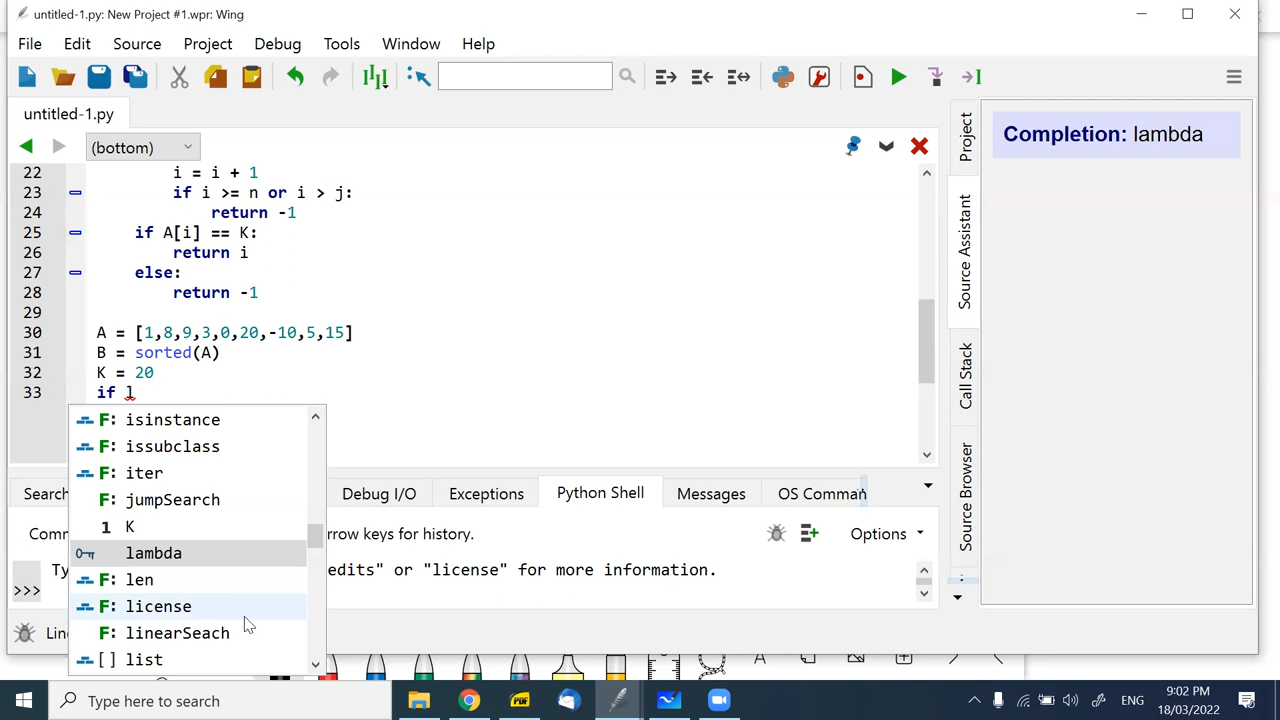 untitled-1.py: New Project #1.wpr: Wing
File Edit Source Project Debug Tools Window Help
untitled-1.py
(bottom)
22 i = i + 1
23 if i >= n or i > j:
24 return -1
25 if A[i] == K:
26 return i
27 else:
28 return -1
29
30 A = [1,8,9,3,0,20,-10,5,15]
31 B = sorted(A)
32 K = 20
33 if l
F: isinstance
F: issubclass
F: iter
F: jumpSearch
1 K
lambda
F: len
F: license
F: linearSeach
[] list
Search Debug I/O Exceptions Python Shell Messages OS Comman
Comm rrow keys for history. Options
Ty edits" or "license" for more information.
>>>
Lin
Project
Source Assistant
Call Stack
Source Browser
Completion: lambda
Type here to search
PDF
ENG
9:02 PM
18/03/2022